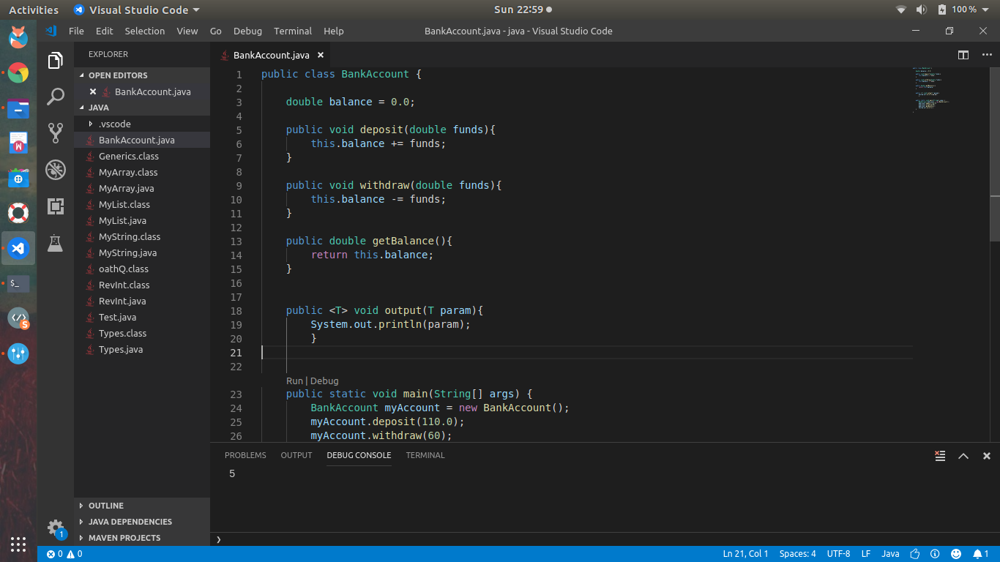 Activities Visual Studio Code Sun 22:59 100 %
File Edit Selection View Go Debug Terminal Help BankAccount.java - java - Visual Studio Code
EXPLORER
OPEN EDITORS
BankAccount.java
JAVA
.vscode
BankAccount.java
Generics.class
MyArray.class
MyArray.java
MyList.class
MyList.java
MyString.class
MyString.java
oathQ.class
RevInt.class
RevInt.java
Test.java
Types.class
Types.java
OUTLINE
JAVA DEPENDENCIES
MAVEN PROJECTS
1
BankAccount.java
1 public class BankAccount {
2
3 double balance = 0.0;
4
5 public void deposit(double funds){
6 this.balance += funds;
7 }
8
9 public void withdraw(double funds){
10 this.balance -= funds;
11 }
12
13 public double getBalance(){
14 return this.balance;
15 }
16
17
18 public <T> void output(T param){
19 System.out.println(param);
20 }
21
22
Run | Debug
23 public static void main(String[] args) {
24 BankAccount myAccount = new BankAccount();
25 myAccount.deposit(110.0);
26 myAccount.withdraw(60);
PROBLEMS OUTPUT DEBUG CONSOLE TERMINAL
5
0 0 Ln 21, Col 1 Spaces: 4 UTF-8 LF Java 1